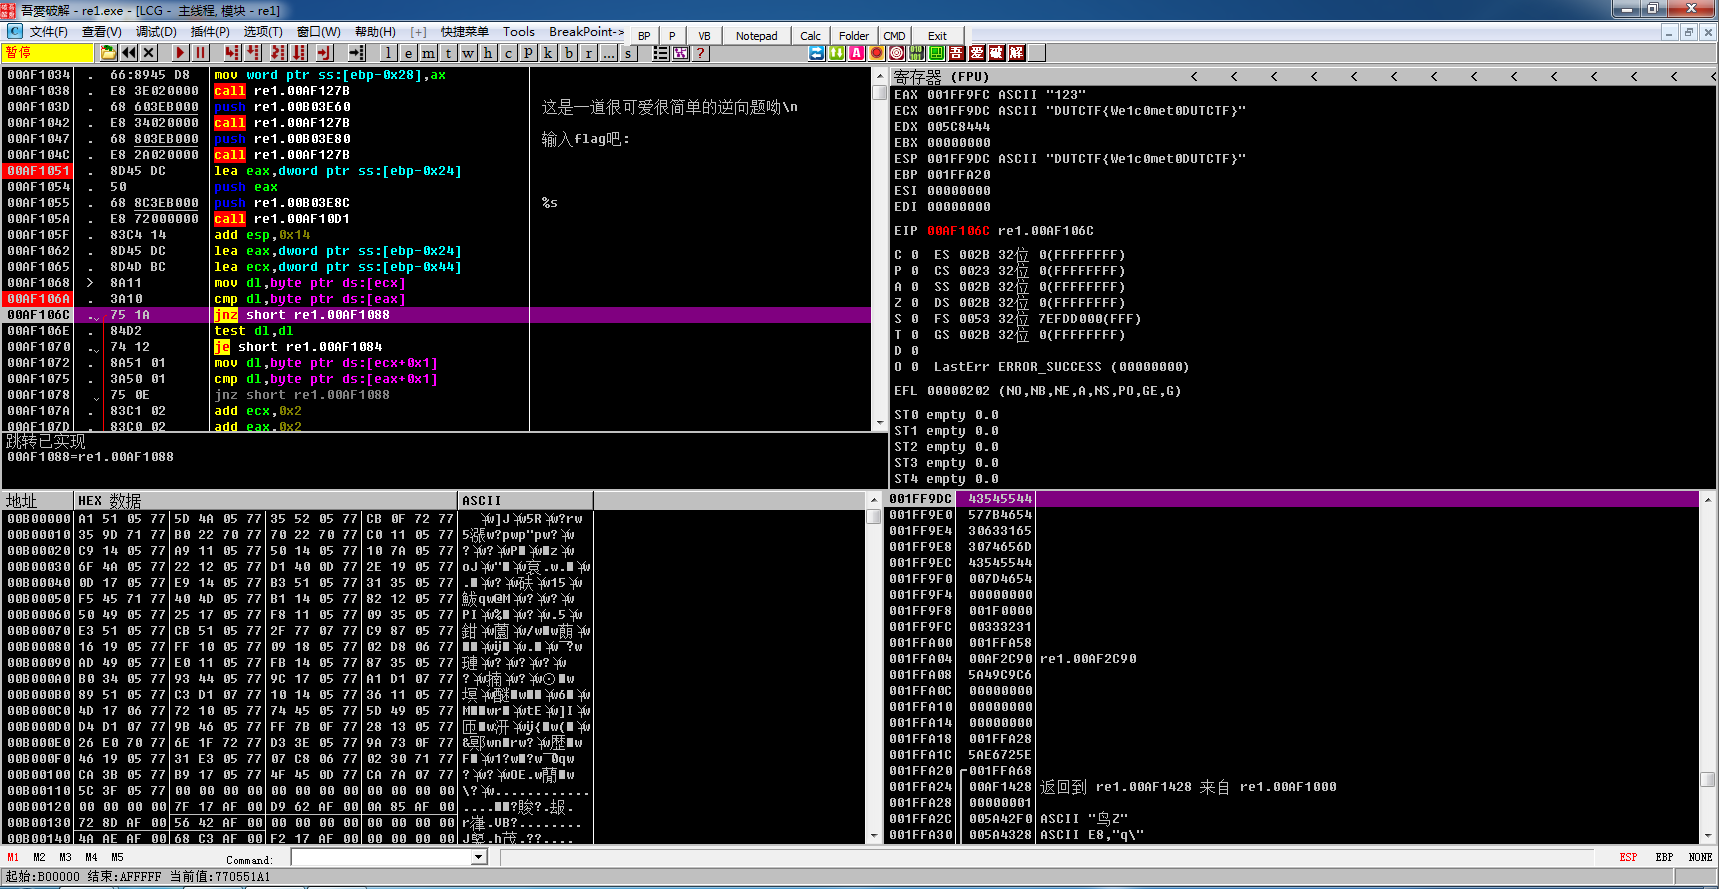 吾愛破解 - re1.exe - [LCG - 主线程, 模块 - re1]
文件(F) 查看(V) 调试(D) 插件(P) 选项(T) 窗口(W) 帮助(H) [+] 快捷菜单 Tools BreakPoint-> BP P VB Notepad Calc Folder CMD Exit
暂停 l e m t w h c p k b r ... s 吾 爱 破 解
00AF1034 . 66:8945 D8 mov word ptr ss:[ebp-0x28],ax
00AF1038 . E8 3E020000 call re1.00AF127B
00AF103D . 68 603EB000 push re1.00B03E60 这是一道很可爱很简单的逆向题呦\n
00AF1042 . E8 34020000 call re1.00AF127B
00AF1047 . 68 803EB000 push re1.00B03E80 输入flag吧:
00AF104C . E8 2A020000 call re1.00AF127B
00AF1051 . 8D45 DC lea eax,dword ptr ss:[ebp-0x24]
00AF1054 . 50 push eax
00AF1055 . 68 8C3EB000 push re1.00B03E8C %s
00AF105A . E8 72000000 call re1.00AF10D1
00AF105F . 83C4 14 add esp,0x14
00AF1062 . 8D45 DC lea eax,dword ptr ss:[ebp-0x24]
00AF1065 . 8D4D BC lea ecx,dword ptr ss:[ebp-0x44]
00AF1068 > 8A11 mov dl,byte ptr ds:[ecx]
00AF106A . 3A10 cmp dl,byte ptr ds:[eax]
00AF106C . 75 1A jnz short re1.00AF1088
00AF106E . 84D2 test dl,dl
00AF1070 . 74 12 je short re1.00AF1084
00AF1072 . 8A51 01 mov dl,byte ptr ds:[ecx+0x1]
00AF1075 . 3A50 01 cmp dl,byte ptr ds:[eax+0x1]
00AF1078 . 75 0E jnz short re1.00AF1088
00AF107A . 83C1 02 add ecx,0x2
00AF107D . 83C0 02 add eax,0x2
跳转已实现
00AF1088=re1.00AF1088
寄存器 (FPU) < < < < < < < < < < < < < <
EAX 001FF9FC ASCII "123"
ECX 001FF9DC ASCII "DUTCTF{We1c0met0DUTCTF}"
EDX 005C8444
EBX 00000000
ESP 001FF9DC ASCII "DUTCTF{We1c0met0DUTCTF}"
EBP 001FFA20
ESI 00000000
EDI 00000000
EIP 00AF106C re1.00AF106C
C 0 ES 002B 32位 0(FFFFFFFF)
P 0 CS 0023 32位 0(FFFFFFFF)
A 0 SS 002B 32位 0(FFFFFFFF)
Z 0 DS 002B 32位 0(FFFFFFFF)
S 0 FS 0053 32位 7EFDD000(FFF)
T 0 GS 002B 32位 0(FFFFFFFF)
D 0
O 0 LastErr ERROR_SUCCESS (00000000)
EFL 00000202 (NO,NB,NE,A,NS,PO,GE,G)
ST0 empty 0.0
ST1 empty 0.0
ST2 empty 0.0
ST3 empty 0.0
ST4 empty 0.0
地址 HEX 数据 ASCII
00B00000 A1 51 05 77 5D 4A 05 77 35 52 05 77 CB 0F 72 77
00B00010 35 9D 71 77 B0 22 70 77 70 22 70 77 C0 11 05 77
00B00020 C9 14 05 77 A9 11 05 77 50 14 05 77 10 7A 05 77
00B00030 6F 4A 05 77 22 12 05 77 D1 40 0D 77 2E 19 05 77
00B00040 0D 17 05 77 E9 14 05 77 B3 51 05 77 31 35 05 77
00B00050 F5 45 71 77 40 4D 05 77 B1 14 05 77 82 12 05 77
00B00060 50 49 05 77 25 17 05 77 F8 11 05 77 09 35 05 77
00B00070 E3 51 05 77 CB 51 05 77 2F 77 07 77 C9 87 05 77
00B00080 16 19 05 77 FF 10 05 77 09 18 05 77 02 D8 06 77
00B00090 AD 49 05 77 E0 11 05 77 FB 14 05 77 87 35 05 77
00B000A0 B0 34 05 77 93 44 05 77 9C 17 05 77 A1 D1 07 77
00B000B0 89 51 05 77 C3 D1 07 77 10 14 05 77 36 11 05 77
00B000C0 4D 17 06 77 72 10 05 77 74 45 05 77 5D 49 05 77
00B000D0 D4 D1 07 77 9B 46 05 77 FF 7B 0F 77 28 13 05 77
00B000E0 26 E0 70 77 6E 1F 72 77 D3 3E 05 77 9A 73 0F 77
00B000F0 46 19 05 77 31 E3 05 77 07 C8 06 77 02 30 71 77
00B00100 CA 3B 05 77 B9 17 05 77 4F 45 0D 77 CA 7A 07 77
00B00110 5C 3F 05 77 00 00 00 00 00 00 00 00 00 00 00 00
00B00120 00 00 00 00 7F 17 AF 00 D9 62 AF 00 0A 85 AF 00
00B00130 72 8D AF 00 56 42 AF 00 00 00 00 00 00 00 00 00
00B00140 4A AE AF 00 68 C3 AF 00 F2 17 AF 00 00 00 00 00
001FF9DC 43545544
001FF9E0 577B4654
001FF9E4 30633165
001FF9E8 3074656D
001FF9EC 43545544
001FF9F0 007D4654
001FF9F4 00000000
001FF9F8 001F0000
001FF9FC 00333231
001FFA00 001FFA58
001FFA04 00AF2C90 re1.00AF2C90
001FFA08 5A49C9C6
001FFA0C 00000000
001FFA10 00000000
001FFA14 00000000
001FFA18 001FFA28
001FFA1C 5AE6725E
001FFA20 001FFA68
001FFA24 00AF1428 返回到 re1.00AF1428 来自 re1.00AF1000
001FFA28 00000001
001FFA2C 005A42F0 ASCII "鸟Z"
001FFA30 005A4328 ASCII E8,"q\"
M1 M2 M3 M4 M5 Command: ESP EBP NONE
起始:B00000 结束:AFFFFF 当前值:770551A1